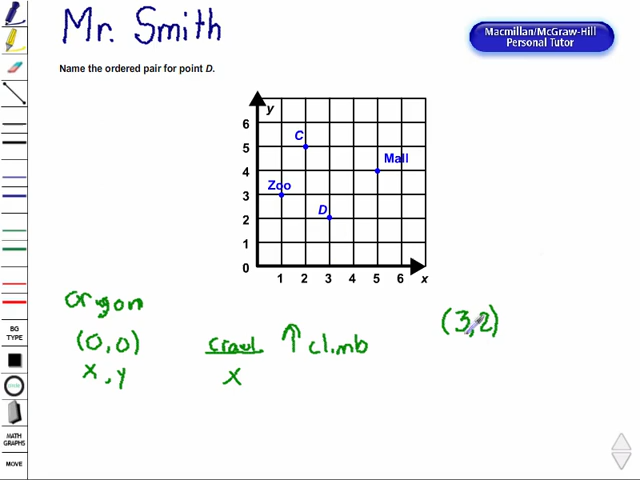 Mr. Smith
Macmillan/McGraw-Hill
Personal Tutor
Name the ordered pair for point D.
y
6
C
5
Mall
4
Zoo
3
D
2
1
0
1 2 3 4 5 6 x
orygon
(0,0)
(3,2)
crawl ↑ climb
x , y
x
BG
TYPE
MATH
GRAPHS
MOVE